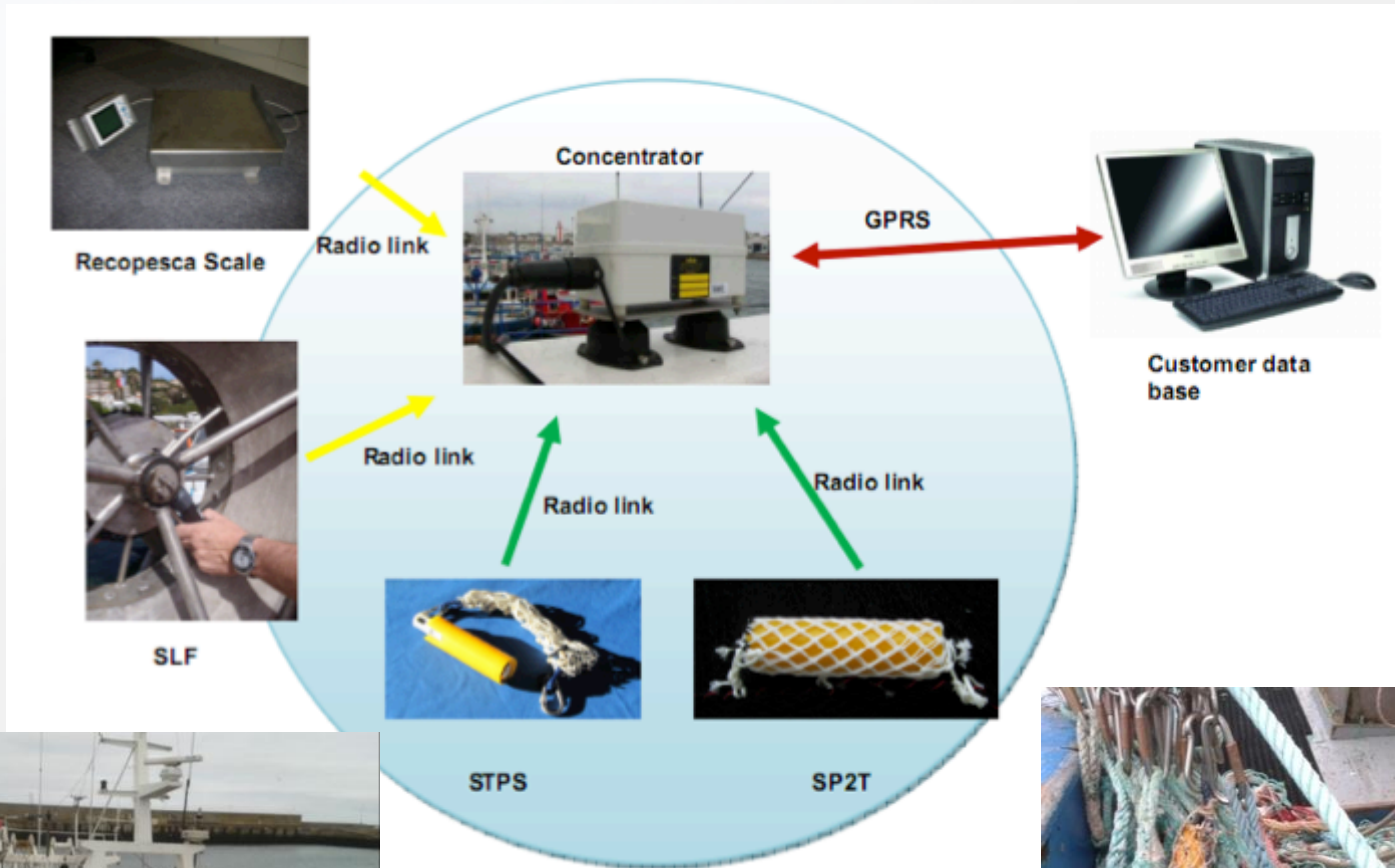 Concentrator
GPRS
Radio link
Recopesca Scale
Customer data
base
Radio link
Radio link
Radio link
SLF
STPS
SP2T